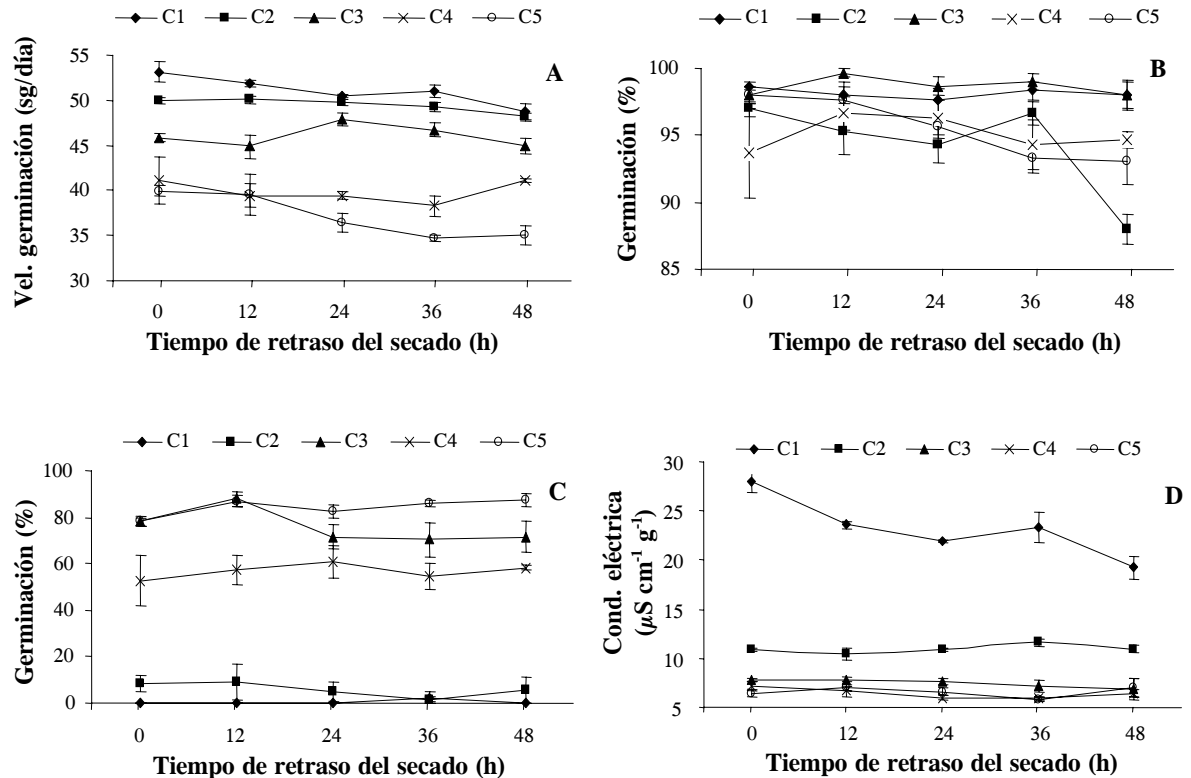 C1 C2 C3 C4 C5
A
Vel. germinación (sg/día)
55
50
45
40
35
30
0 12 24 36 48
Tiempo de retraso del secado (h)
C1 C2 C3 C4 C5
B
Germinación (%)
100
95
90
85
0 12 24 36 48
Tiempo de retraso del secado (h)
C1 C2 C3 C4 C5
C
Germinación (%)
100
80
60
40
20
0
0 12 24 36 48
Tiempo de retraso del secado (h)
C1 C2 C3 C4 C5
D
Cond. eléctrica
(µS cm⁻¹ g⁻¹)
30
25
20
15
10
5
0 12 24 36 48
Tiempo de retraso del secado (h)